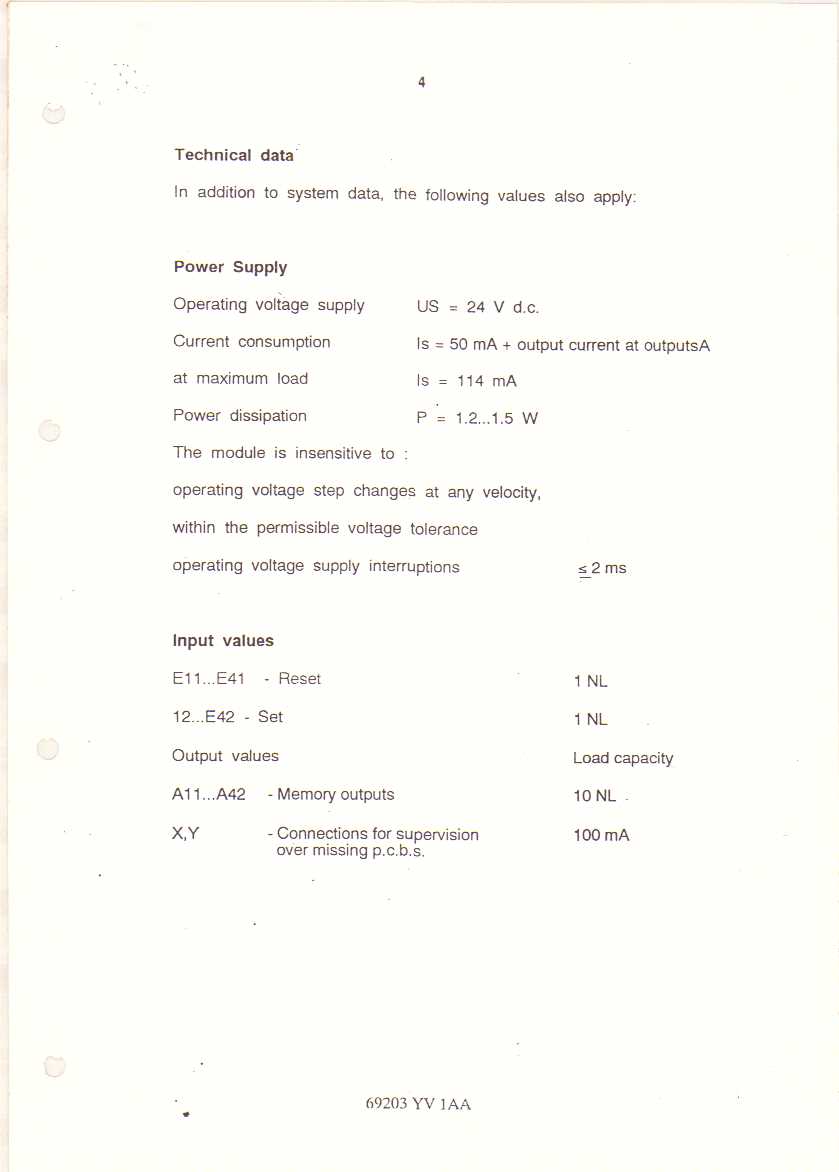 4
Technical data
In addition to system data, the following values also apply:
Power Supply
Operating voltage supply US = 24 V d.c.
Current consumption Is = 50 mA + output current at outputsA
at maximum load Is = 114 mA
Power dissipation P = 1.2...1.5 W
The module is insensitive to :
operating voltage step changes at any velocity,
within the permissible voltage tolerance
operating voltage supply interruptions ≤ 2 ms
Input values
E11...E41 - Reset 1 NL
12...E42 - Set 1 NL
Output values Load capacity
A11...A42 - Memory outputs 10 NL
X,Y - Connections for supervision 100 mA
over missing p.c.b.s.
69203 YV 1AA